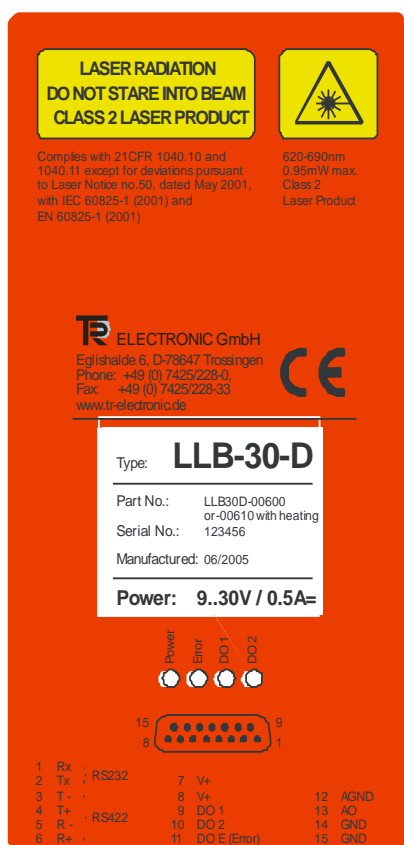 LASER RADIATION
DO NOT STARE INTO BEAM
CLASS 2 LASER PRODUCT
Complies with 21CFR 1040.10 and
1040.11 except for deviations pursuant
to Laser Notice no.50, dated May 2001,
with IEC 60825-1 (2001) and
EN 60825-1 (2001)
620-690nm
0.95mW max.
Class 2
Laser Product
TR ELECTRONIC GmbH
Eglishalde 6, D-78647 Trossingen
Phone: +49 (0) 7425/228-0,
Fax: +49 (0) 7425/228-33
www.tr-electronic.de
CE
Type: LLB-30-D
Part No.: LLB30D-00600
or -00610 with heating
Serial No.: 123456
Manufactured: 06/2005
Power: 9..30V / 0.5A=
Power Error DO 1 DO 2
15 9
8 1
1 Rx
2 Tx
RS232
3 T -
4 T+
5 R -
6 R+
RS422
7 V+
8 V+
9 DO 1
10 DO 2
11 DO E (Error)
12 AGND
13 AO
14 GND
15 GND